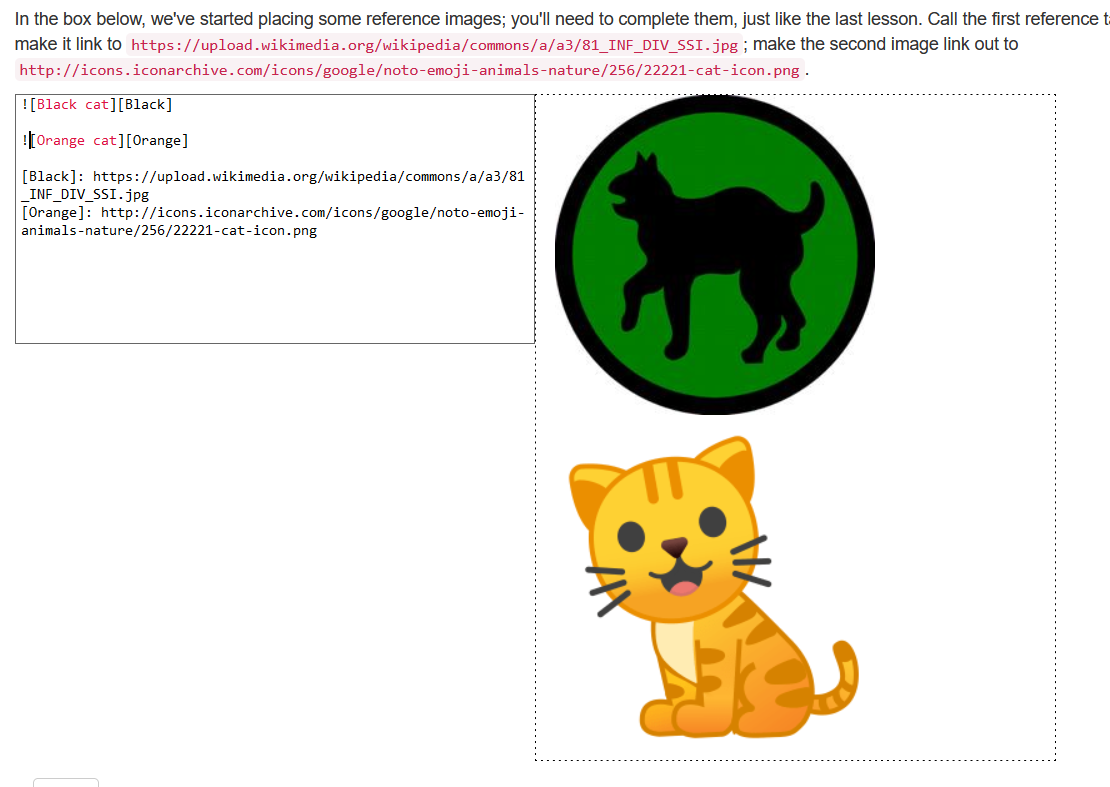 In the box below, we've started placing some reference images; you'll need to complete them, just like the last lesson. Call the first reference
make it link to https://upload.wikimedia.org/wikipedia/commons/a/a3/81_INF_DIV_SSI.jpg ; make the second image link out to
http://icons.iconarchive.com/icons/google/noto-emoji-animals-nature/256/22221-cat-icon.png .
![Black cat][Black]
![Orange cat][Orange]
[Black]: https://upload.wikimedia.org/wikipedia/commons/a/a3/81
_INF_DIV_SSI.jpg
[Orange]: http://icons.iconarchive.com/icons/google/noto-emoji-
animals-nature/256/22221-cat-icon.png